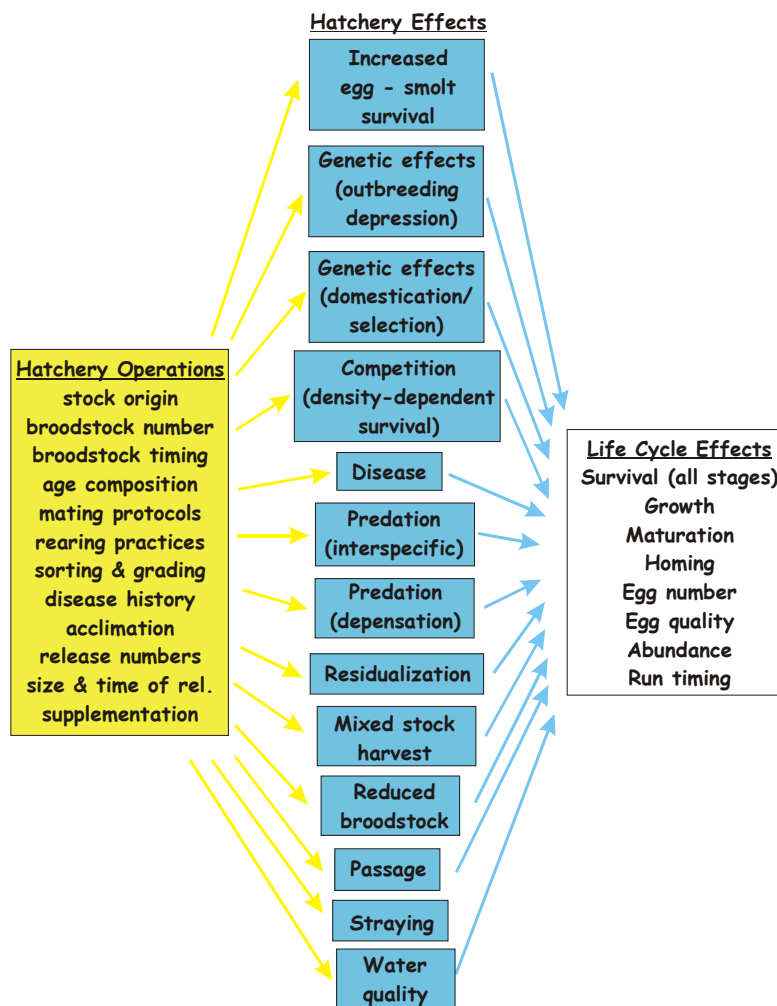 Hatchery Effects
Increased
egg - smolt
survival
Genetic effects
(outbreeding
depression)
Genetic effects
(domestication/
selection)
Competition
(density-dependent
survival)
Disease
Predation
(interspecific)
Predation
(depensation)
Residualization
Mixed stock
harvest
Reduced
broodstock
Passage
Straying
Water
quality
Hatchery Operations
stock origin
broodstock number
broodstock timing
age composition
mating protocols
rearing practices
sorting & grading
disease history
acclimation
release numbers
size & time of rel.
supplementation
Life Cycle Effects
Survival (all stages)
Growth
Maturation
Homing
Egg number
Egg quality
Abundance
Run timing